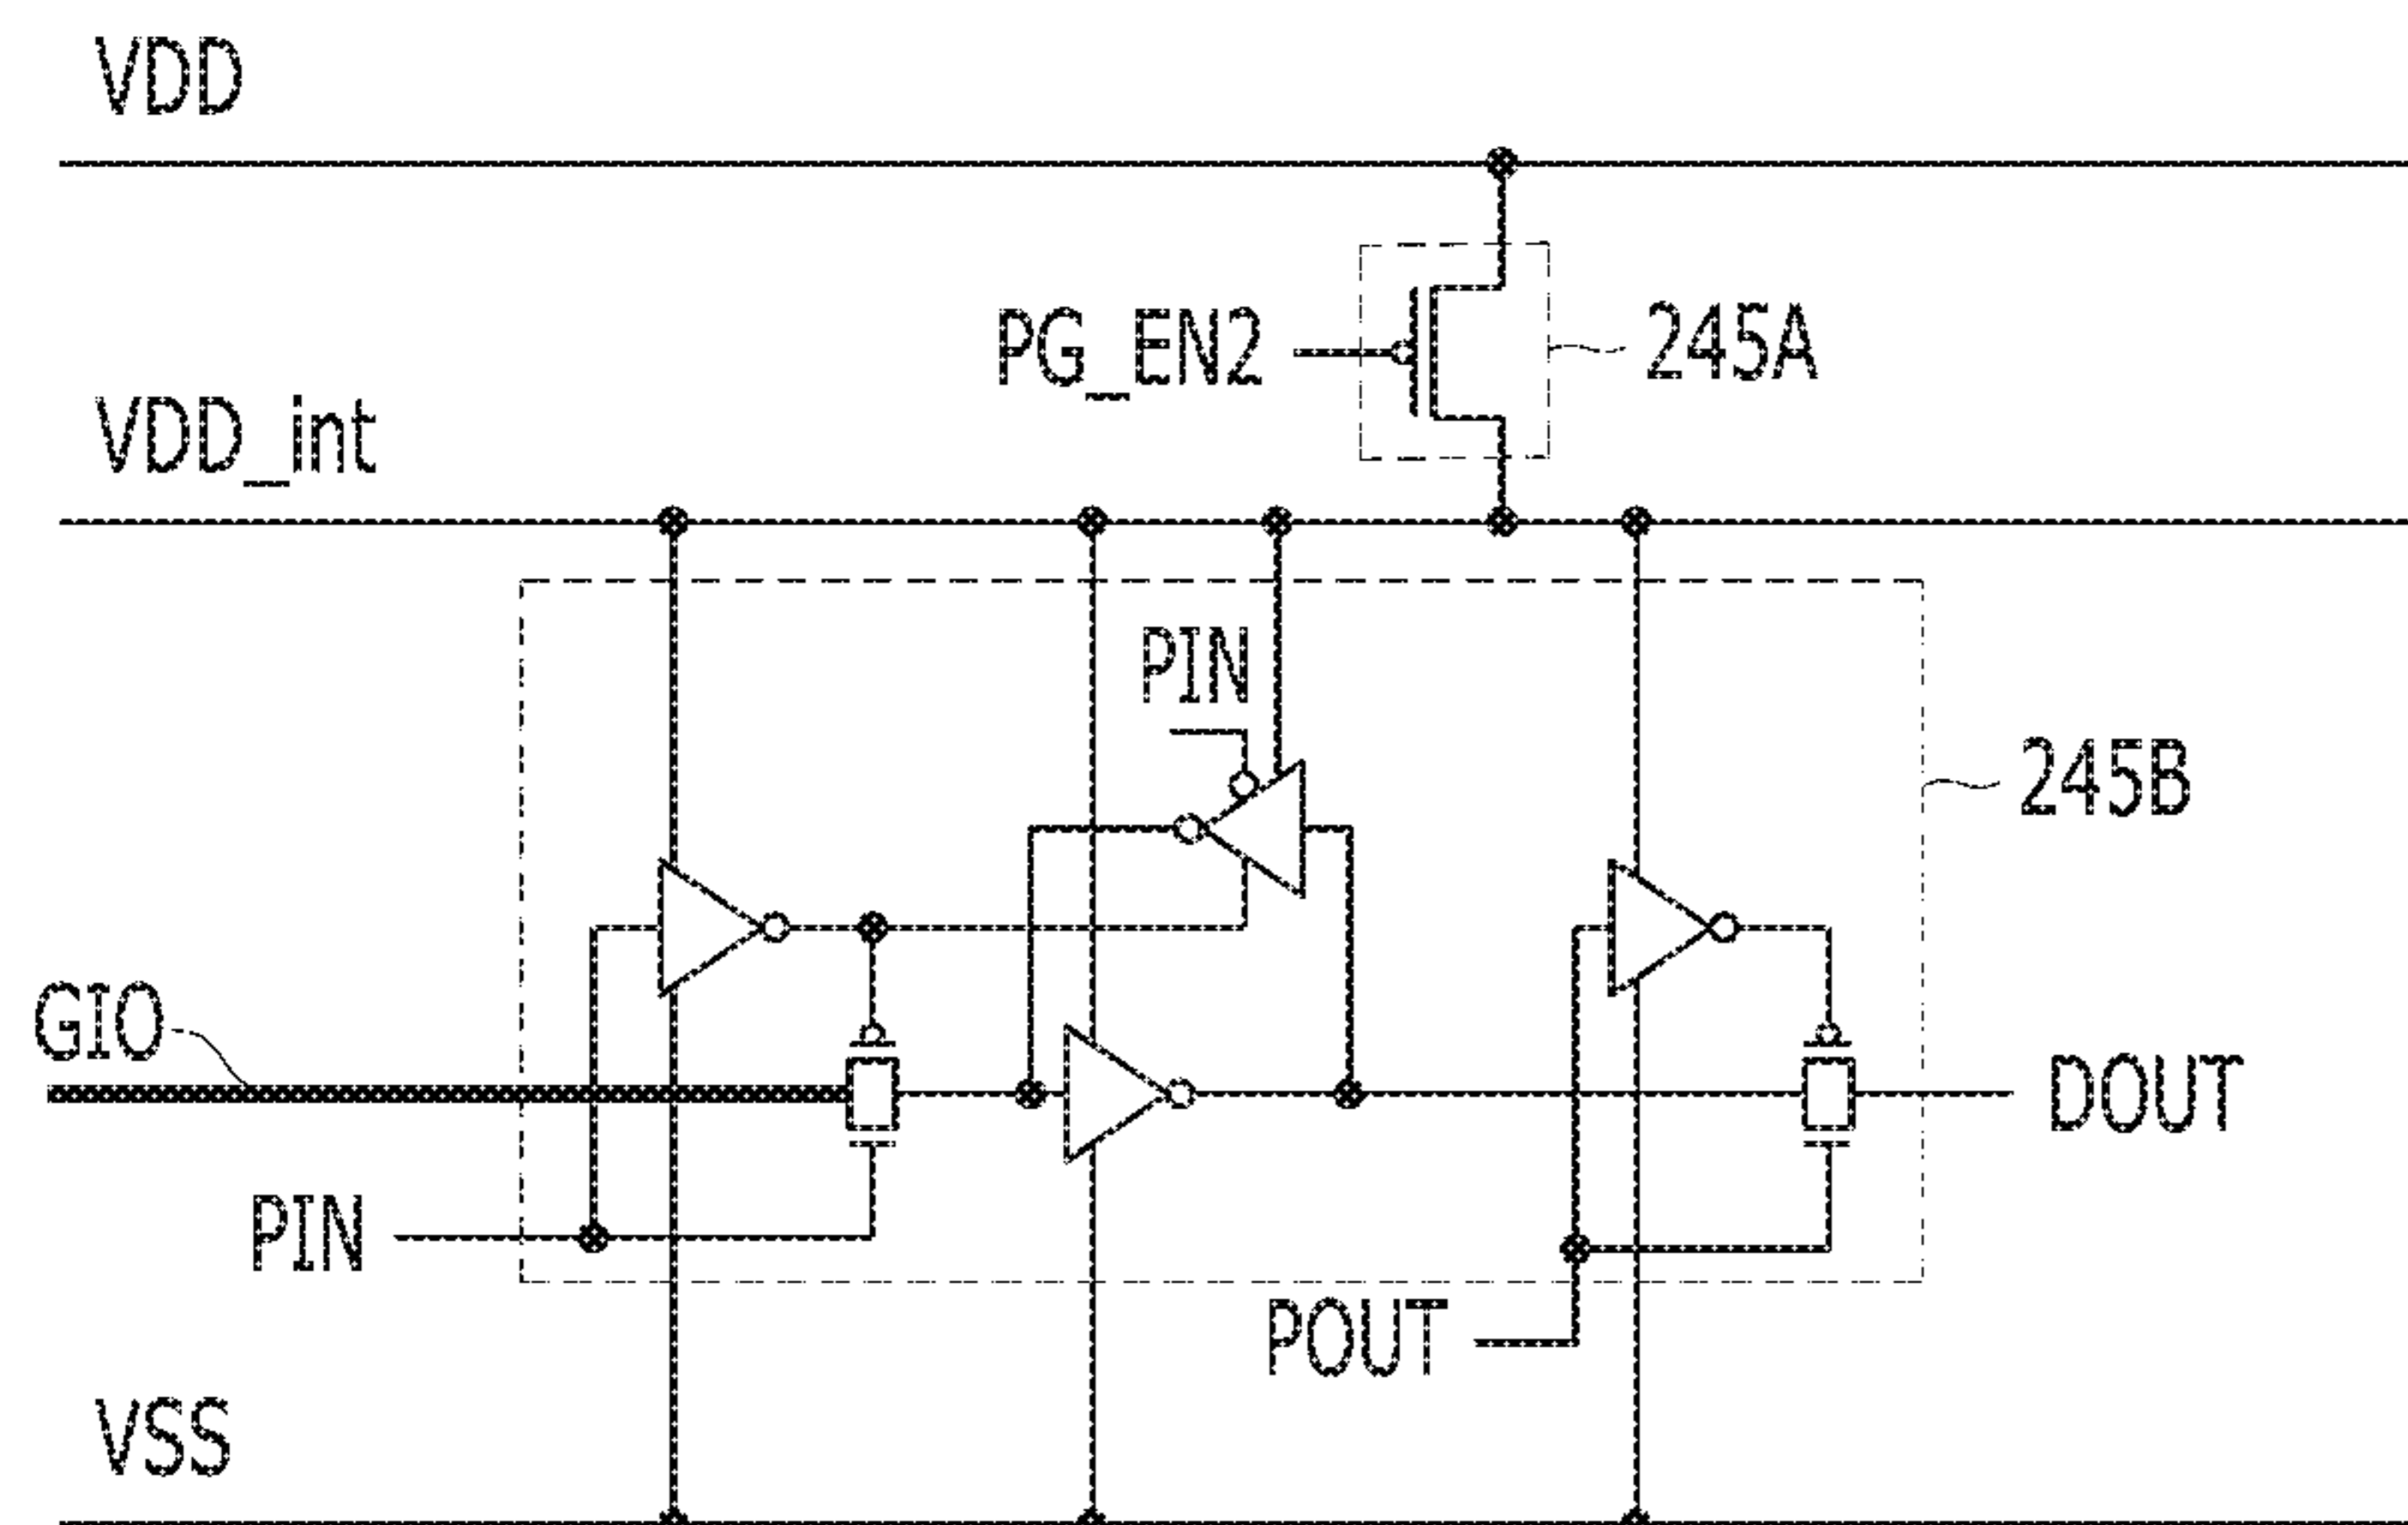 VDD
PG_EN2
245A
VDD_int
PIN
245B
GIO
DOUT
PIN
POUT
VSS